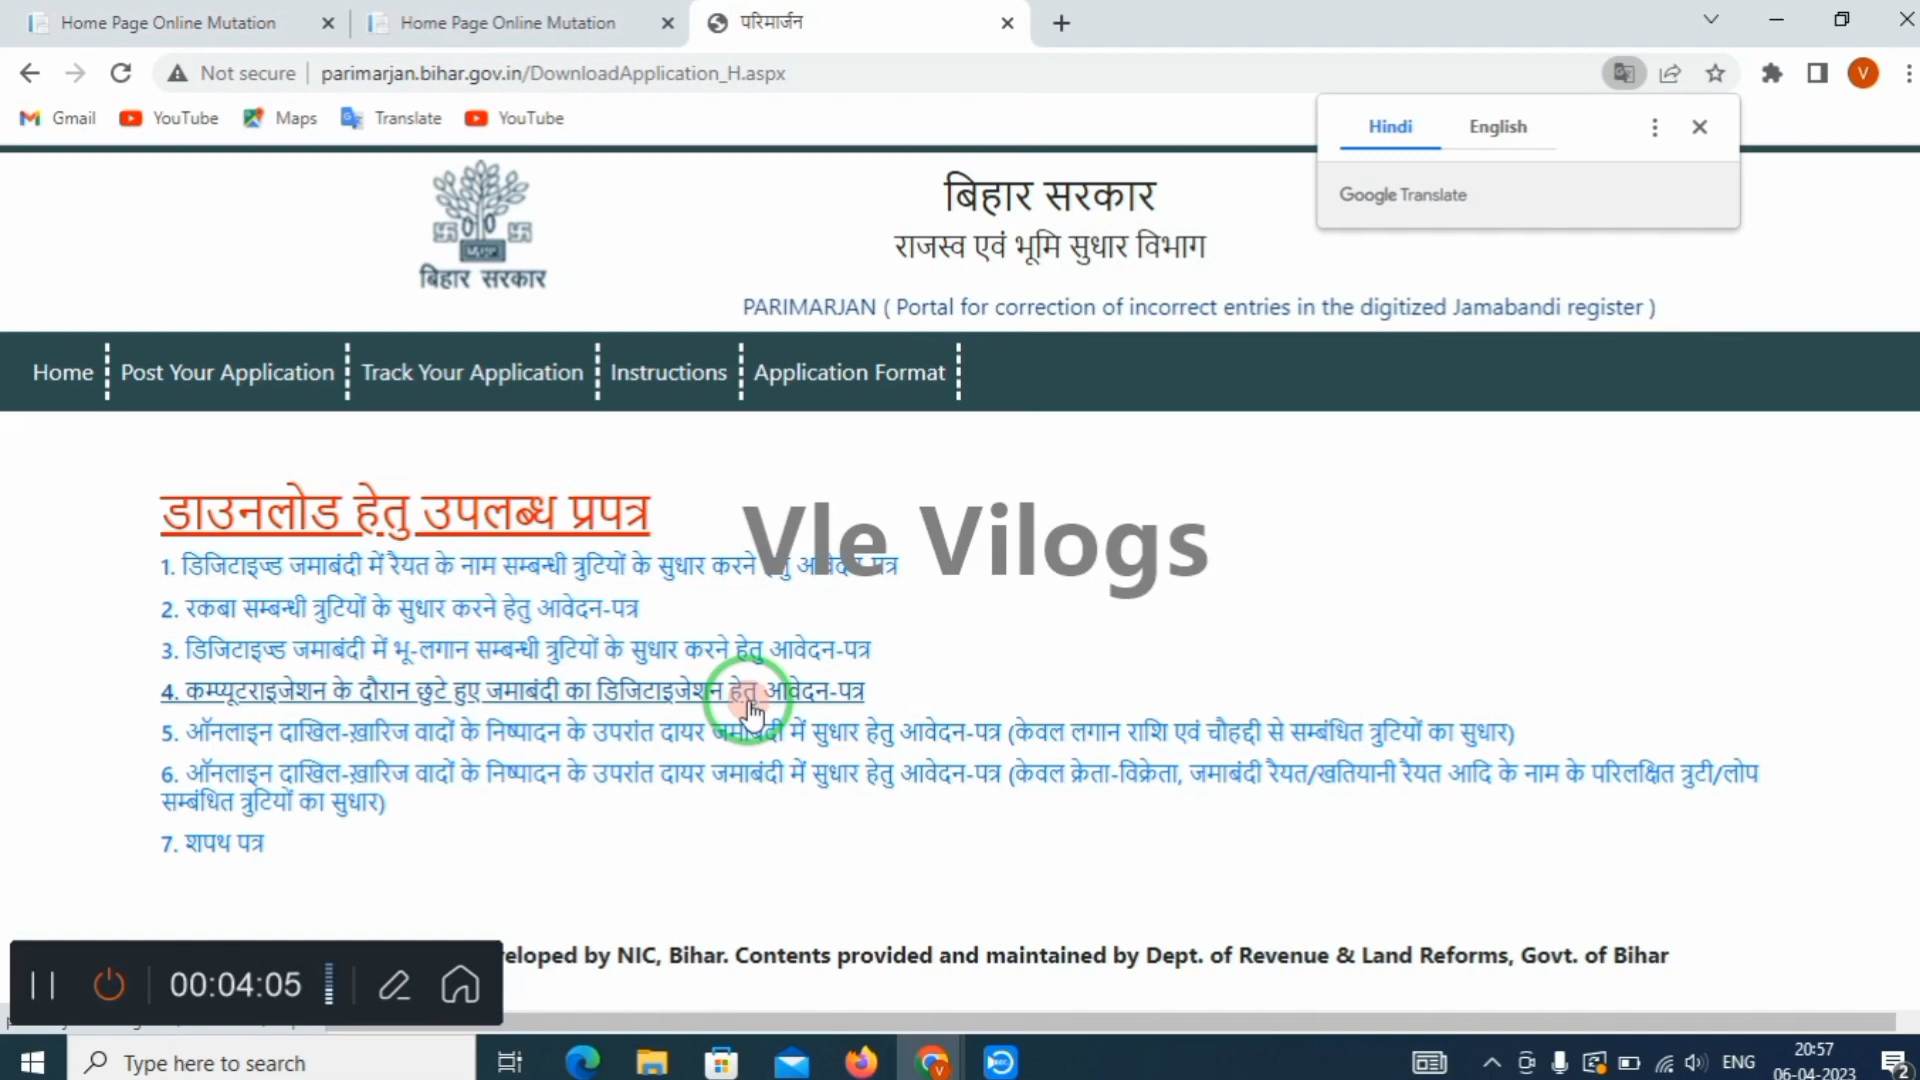 Home Page Online Mutation
Home Page Online Mutation
परिमार्जन
Not secure
parimarjan.bihar.gov.in/DownloadApplication_H.aspx
V
Gmail
YouTube
Maps
Translate
YouTube
Hindi
English
Google Translate
बिहार सरकार
बिहार सरकार
राजस्व एवं भूमि सुधार विभाग
PARIMARJAN ( Portal for correction of incorrect entries in the digitized Jamabandi register )
Home
Post Your Application
Track Your Application
Instructions
Application Format
डाउनलोड हेतु उपलब्ध प्रपत्र
Vle Vilogs
1. डिजिटाइज्ड जमाबंदी में रैयत के नाम सम्बन्धी त्रुटियों के सुधार करने हेतु आवेदन-पत्र
2. रकबा सम्बन्धी त्रुटियों के सुधार करने हेतु आवेदन-पत्र
3. डिजिटाइज्ड जमाबंदी में भू-लगान सम्बन्धी त्रुटियों के सुधार करने हेतु आवेदन-पत्र
4. कम्प्यूटराइजेशन के दौरान छुटे हुए जमाबंदी का डिजिटाइजेशन हेतु आवेदन-पत्र
5. ऑनलाइन दाखिल-ख़ारिज वादों के निष्पादन के उपरांत दायर जमाबंदी में सुधार हेतु आवेदन-पत्र (केवल लगान राशि एवं चौहद्दी से सम्बंधित त्रुटियों का सुधार)
6. ऑनलाइन दाखिल-ख़ारिज वादों के निष्पादन के उपरांत दायर जमाबंदी में सुधार हेतु आवेदन-पत्र (केवल क्रेता-विक्रेता, जमाबंदी रैयत/खतियानी रैयत आदि के नाम के परिलक्षित त्रुटी/लोप
सम्बंधित त्रुटियों का सुधार)
7. शपथ पत्र
by NIC, Bihar. Contents provided and maintained by Dept. of Revenue & Land Reforms, Govt. of Bihar
00:04:05
Type here to search
ENG
20:57
06-04-2023
2